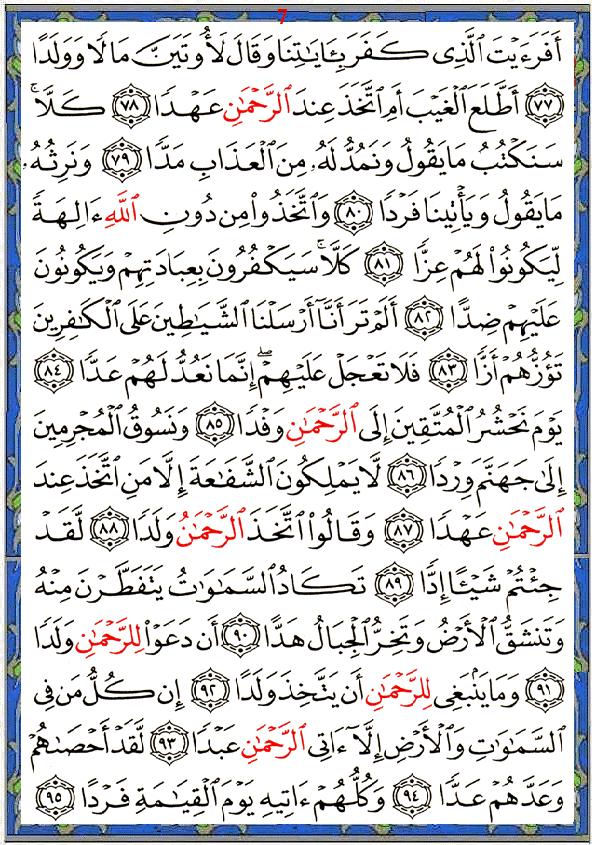 7
أَفَرَءَيْتَ ٱلَّذِى كَفَرَ بِـَٔايَٰتِنَا وَقَالَ لَأُوتَيَنَّ مَالًا وَوَلَدًا
﴿٧٧﴾ أَطَّلَعَ ٱلْغَيْبَ أَمِ ٱتَّخَذَ عِندَ ٱلرَّحْمَٰنِ عَهْدًا ﴿٧٨﴾ كَلَّا ۚ
سَنَكْتُبُ مَا يَقُولُ وَنَمُدُّ لَهُۥ مِنَ ٱلْعَذَابِ مَدًّا ﴿٧٩﴾ وَنَرِثُهُۥ
مَا يَقُولُ وَيَأْتِينَا فَرْدًا ﴿٨٠﴾ وَٱتَّخَذُوا۟ مِن دُونِ ٱللَّهِ ءَالِهَةً
لِّيَكُونُوا۟ لَهُمْ عِزًّا ﴿٨١﴾ كَلَّا ۚ سَيَكْفُرُونَ بِعِبَادَتِهِمْ وَيَكُونُونَ
عَلَيْهِمْ ضِدًّا ﴿٨٢﴾ أَلَمْ تَرَ أَنَّآ أَرْسَلْنَا ٱلشَّيَٰطِينَ عَلَى ٱلْكَٰفِرِينَ
تَؤُزُّهُمْ أَزًّا ﴿٨٣﴾ فَلَا تَعْجَلْ عَلَيْهِمْ ۖ إِنَّمَا نَعُدُّ لَهُمْ عَدًّا ﴿٨٤﴾
يَوْمَ نَحْشُرُ ٱلْمُتَّقِينَ إِلَى ٱلرَّحْمَٰنِ وَفْدًا ﴿٨٥﴾ وَنَسُوقُ ٱلْمُجْرِمِينَ
إِلَىٰ جَهَنَّمَ وِرْدًا ﴿٨٦﴾ لَّا يَمْلِكُونَ ٱلشَّفَٰعَةَ إِلَّا مَنِ ٱتَّخَذَ عِندَ
ٱلرَّحْمَٰنِ عَهْدًا ﴿٨٧﴾ وَقَالُوا۟ ٱتَّخَذَ ٱلرَّحْمَٰنُ وَلَدًا ﴿٨٨﴾ لَّقَدْ
جِئْتُمْ شَيْـًٔا إِدًّا ﴿٨٩﴾ تَكَادُ ٱلسَّمَٰوَٰتُ يَتَفَطَّرْنَ مِنْهُ
وَتَنشَقُّ ٱلْأَرْضُ وَتَخِرُّ ٱلْجِبَالُ هَدًّا ﴿٩٠﴾ أَن دَعَوْا۟ لِلرَّحْمَٰنِ وَلَدًا
﴿٩١﴾ وَمَا يَنۢبَغِى لِلرَّحْمَٰنِ أَن يَتَّخِذَ وَلَدًا ﴿٩٢﴾ إِن كُلُّ مَن فِى
ٱلسَّمَٰوَٰتِ وَٱلْأَرْضِ إِلَّآ ءَاتِى ٱلرَّحْمَٰنِ عَبْدًا ﴿٩٣﴾ لَّقَدْ أَحْصَىٰهُمْ
وَعَدَّهُمْ عَدًّا ﴿٩٤﴾ وَكُلُّهُمْ ءَاتِيهِ يَوْمَ ٱلْقِيَٰمَةِ فَرْدًا ﴿٩٥﴾